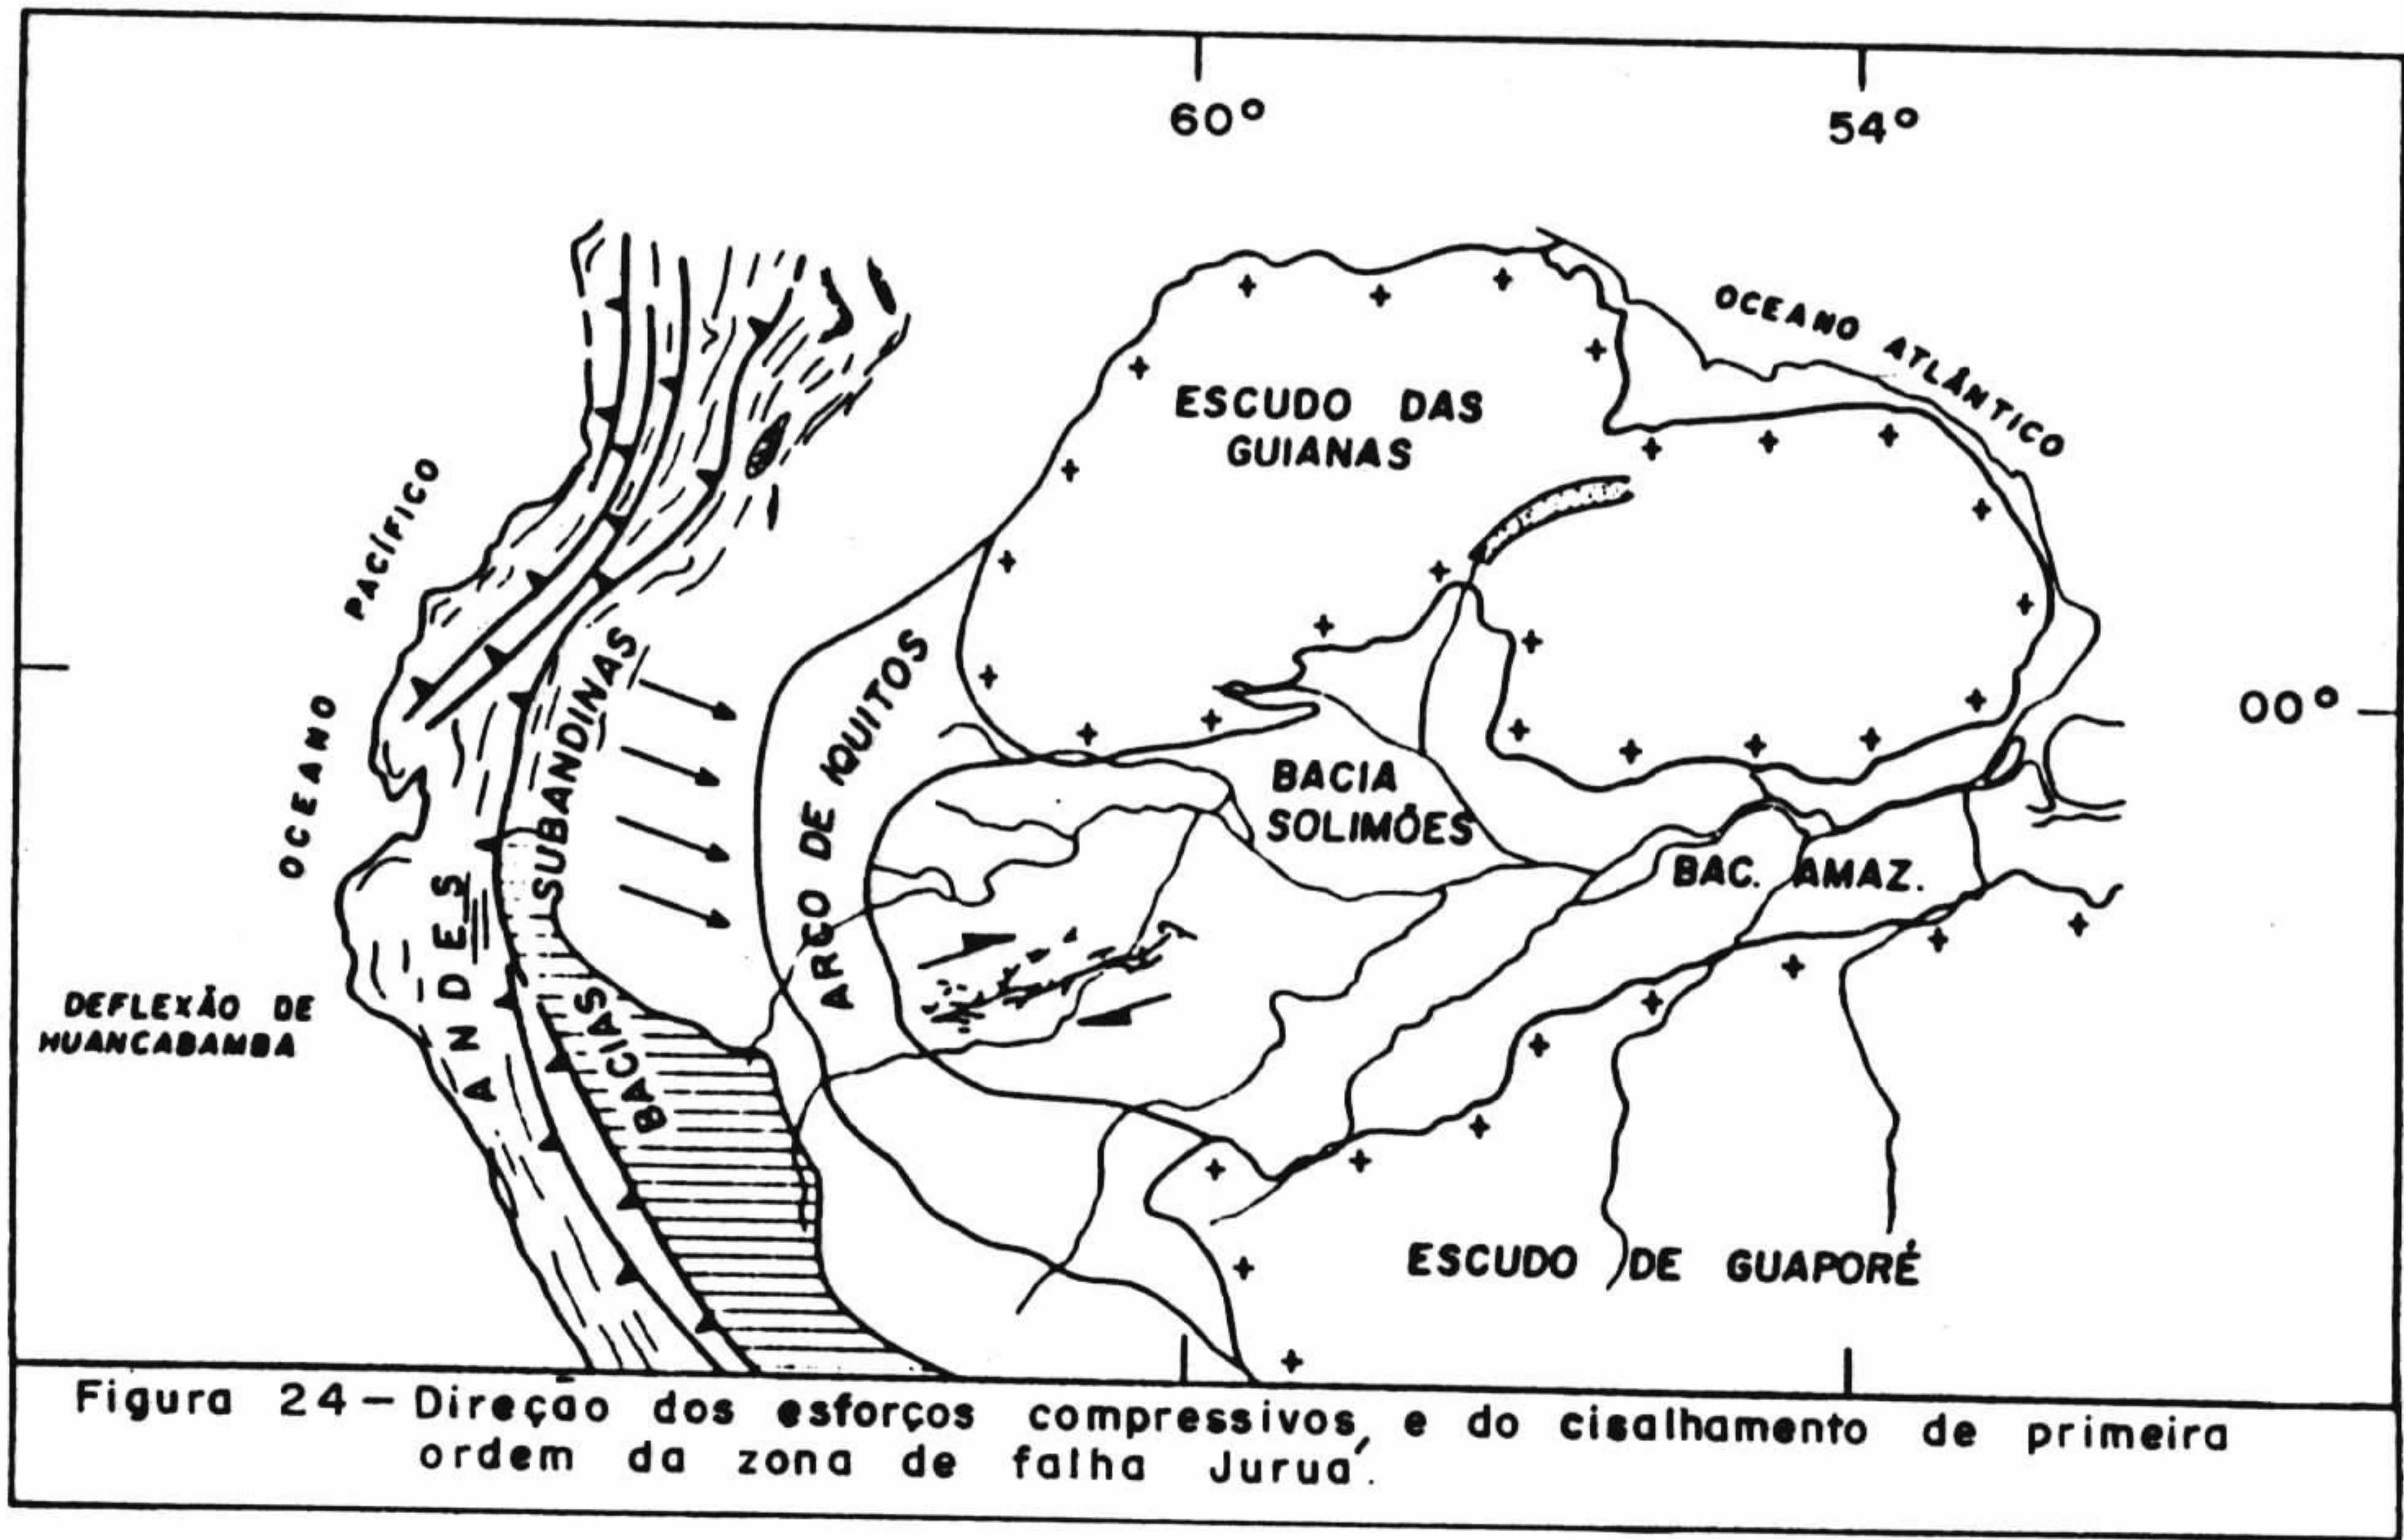 60°
54°
OCEANO ATLÂNTICO
ESCUDO DAS
GUIANAS
OCEANO PACÍFICO
00°
BACIAS SUBANDINAS
ARCO DE IQUITOS
BACIA
SOLIMÕES
BAC. AMAZ.
ANDES
DEFLEXÃO DE
HUANCABAMBA
ESCUDO DE GUAPORÉ
Figura 24 – Direção dos esforços compressivos, e do cisalhamento de primeira
ordem da zona de falha Juruá.